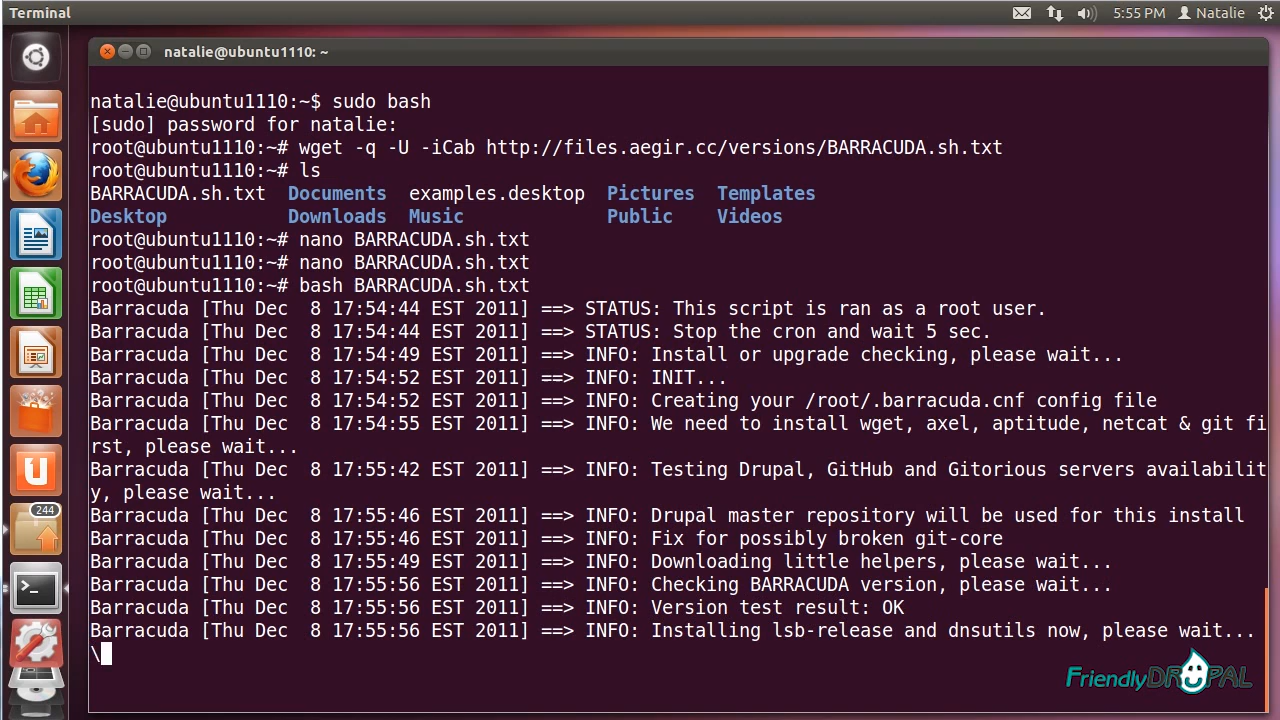 Terminal
5:55 PM Natalie
natalie@ubuntu1110: ~
natalie@ubuntu1110:~$ sudo bash
[sudo] password for natalie:
root@ubuntu1110:~# wget -q -U -iCab http://files.aegir.cc/versions/BARRACUDA.sh.txt
root@ubuntu1110:~# ls
BARRACUDA.sh.txt Documents examples.desktop Pictures Templates
Desktop Downloads Music Public Videos
root@ubuntu1110:~# nano BARRACUDA.sh.txt
root@ubuntu1110:~# nano BARRACUDA.sh.txt
root@ubuntu1110:~# bash BARRACUDA.sh.txt
Barracuda [Thu Dec  8 17:54:44 EST 2011] ==> STATUS: This script is ran as a root user.
Barracuda [Thu Dec  8 17:54:44 EST 2011] ==> STATUS: Stop the cron and wait 5 sec.
Barracuda [Thu Dec  8 17:54:49 EST 2011] ==> INFO: Install or upgrade checking, please wait...
Barracuda [Thu Dec  8 17:54:52 EST 2011] ==> INFO: INIT...
Barracuda [Thu Dec  8 17:54:52 EST 2011] ==> INFO: Creating your /root/.barracuda.cnf config file
Barracuda [Thu Dec  8 17:54:55 EST 2011] ==> INFO: We need to install wget, axel, aptitude, netcat & git fi
rst, please wait...
Barracuda [Thu Dec  8 17:55:42 EST 2011] ==> INFO: Testing Drupal, GitHub and Gitorious servers availabilit
y, please wait...
Barracuda [Thu Dec  8 17:55:46 EST 2011] ==> INFO: Drupal master repository will be used for this install
Barracuda [Thu Dec  8 17:55:46 EST 2011] ==> INFO: Fix for possibly broken git-core
Barracuda [Thu Dec  8 17:55:49 EST 2011] ==> INFO: Downloading little helpers, please wait...
Barracuda [Thu Dec  8 17:55:56 EST 2011] ==> INFO: Checking BARRACUDA version, please wait...
Barracuda [Thu Dec  8 17:55:56 EST 2011] ==> INFO: Version test result: OK
Barracuda [Thu Dec  8 17:55:56 EST 2011] ==> INFO: Installing lsb-release and dnsutils now, please wait...
\
244
FriendlyDRUPAL